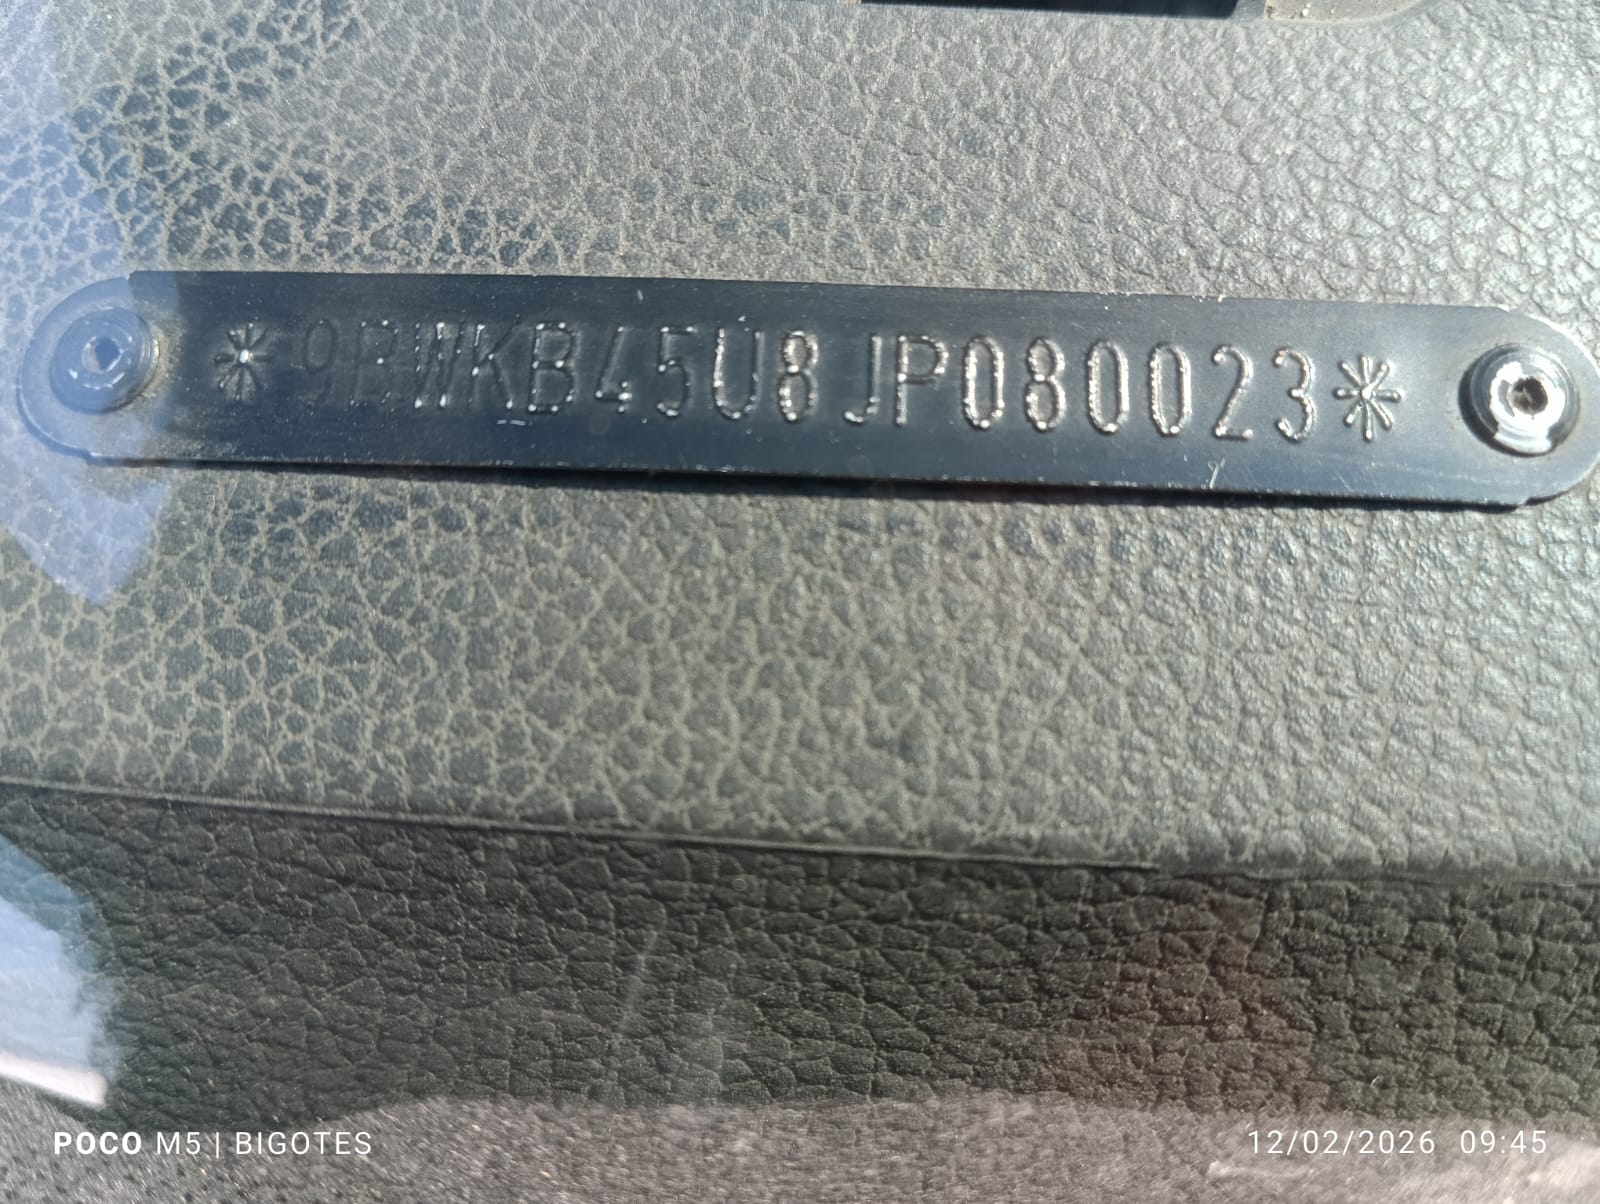 *9BWKB45U8JP080023*
POCO M5 | BIGOTES
12/02/2026 09:45